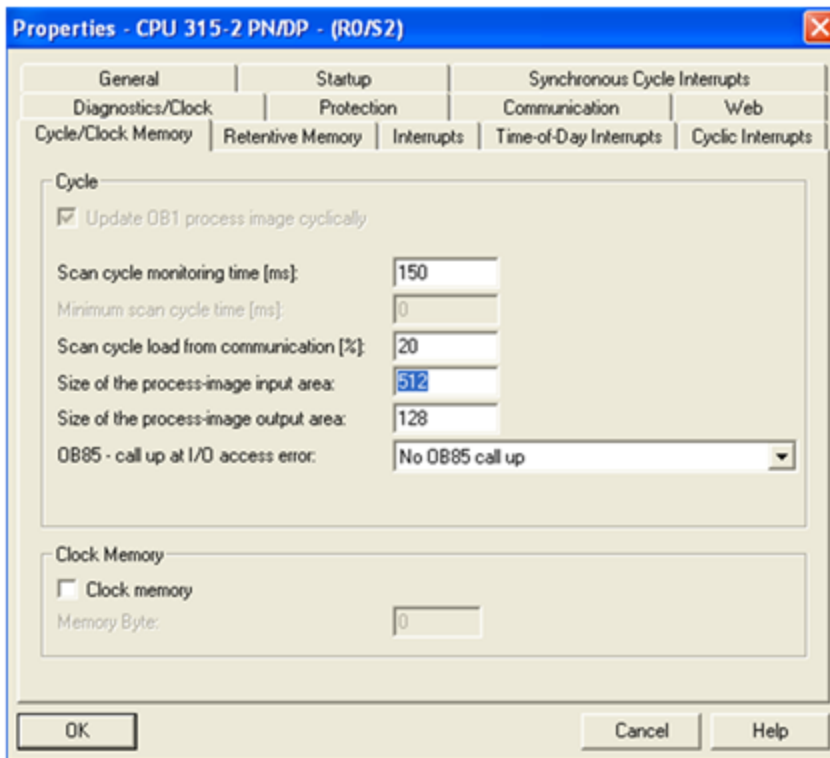 Properties - CPU 315-2 PN/DP - (R0/S2)
General Startup Synchronous Cycle Interrupts
Diagnostics/Clock Protection Communication Web
Cycle/Clock Memory Retentive Memory Interrupts Time-of-Day Interrupts Cyclic Interrupts
Cycle
Update OB1 process image cyclically
Scan cycle monitoring time [ms]: 150
Minimum scan cycle time [ms]: 0
Scan cycle load from communication [%]: 20
Size of the process-image input area: 512
Size of the process-image output area: 128
OB85 - call up at I/O access error: No OB85 call up
Clock Memory
Clock memory
Memory Byte: 0
OK Cancel Help